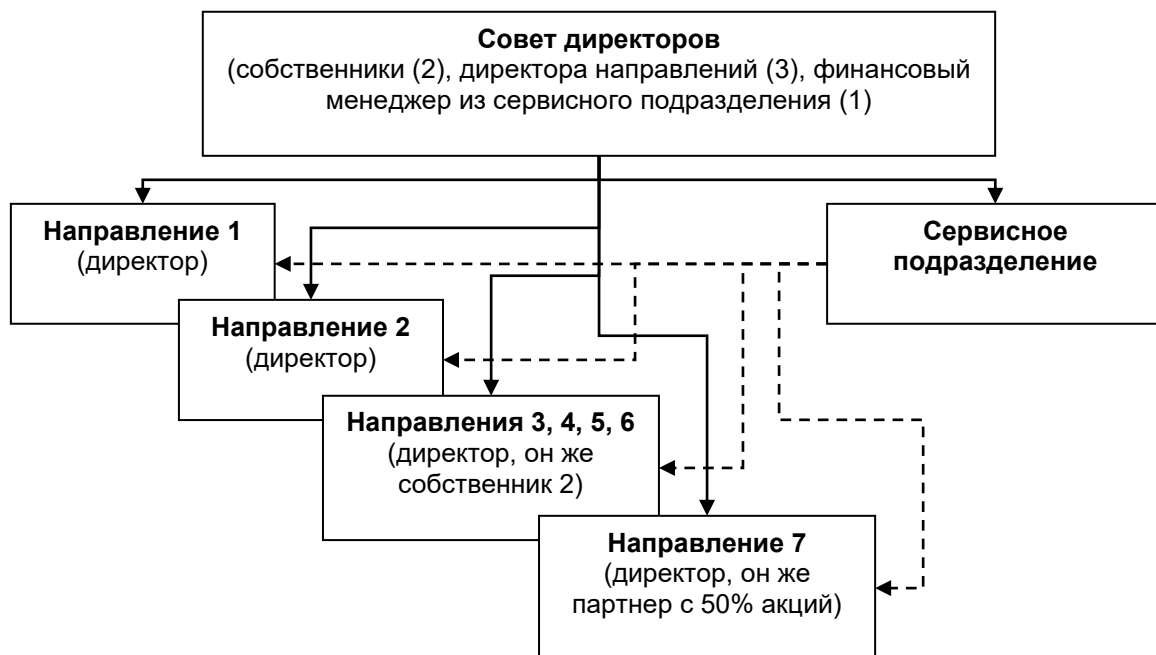 Совет директоров
(собственники (2), директора направлений (3), финансовый
менеджер из сервисного подразделения (1)
Направление 1
(директор)
Сервисное
подразделение
Направление 2
(директор)
Направления 3, 4, 5, 6
(директор, он же
собственник 2)
Направление 7
(директор, он же
партнер с 50% акций)